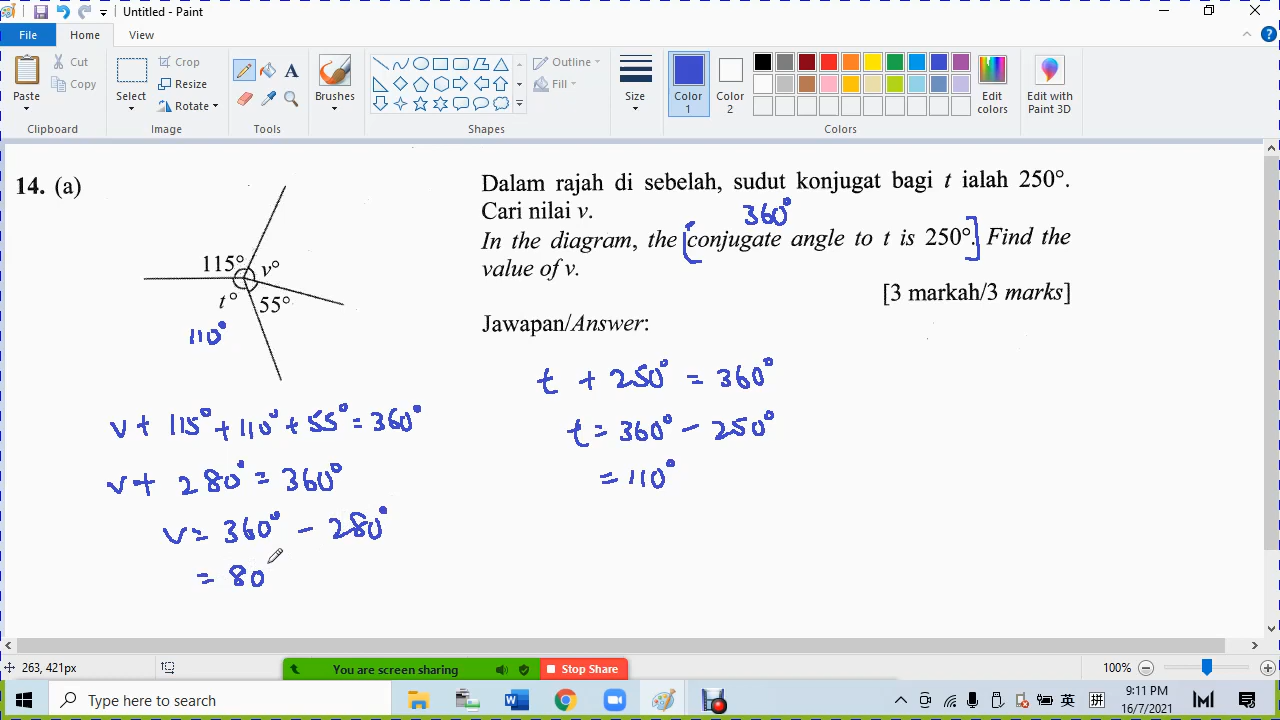 Untitled - Paint
File Home View
Paste Cut Copy Clipboard
Select Crop Resize Rotate Image
A Tools
Brushes
Outline Fill Shapes
Size
Color 1 Color 2 Edit colors Colors
Edit with Paint 3D
14. (a)
115° v°
t° 55°
110°
Dalam rajah di sebelah, sudut konjugat bagi t ialah 250°.
Cari nilai v.
360°
In the diagram, the [conjugate angle to t is 250°.] Find the
value of v.
[3 markah/3 marks]
Jawapan/Answer:
t + 250° = 360°
t = 360° - 250°
= 110°
v + 115° + 110° + 55° = 360°
v + 280° = 360°
v = 360° - 280°
= 80
263, 421px
100%
You are screen sharing Stop Share
Type here to search
英 拼
9:11 PM
16/7/2021